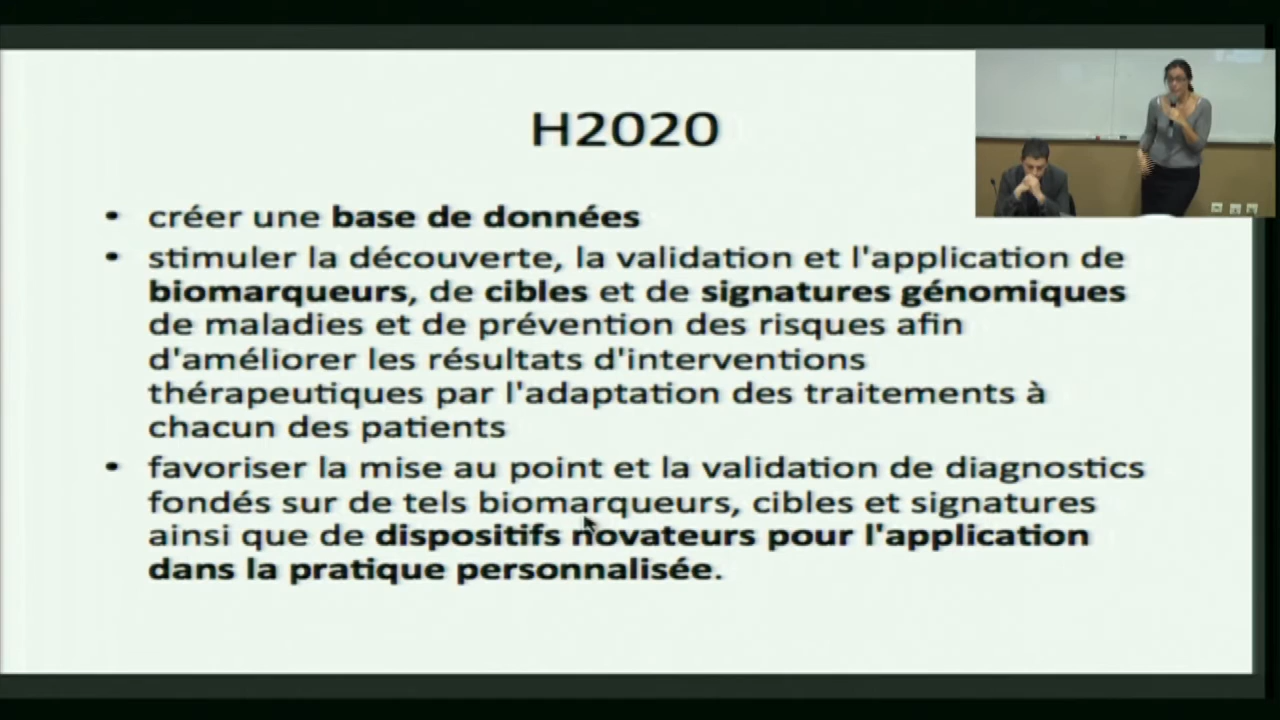 H2020
• créer une base de données
• stimuler la découverte, la validation et l'application de
biomarqueurs, de cibles et de signatures génomiques
de maladies et de prévention des risques afin
d'améliorer les résultats d'interventions
thérapeutiques par l'adaptation des traitements à
chacun des patients
• favoriser la mise au point et la validation de diagnostics
fondés sur de tels biomarqueurs, cibles et signatures
ainsi que de dispositifs novateurs pour l'application
dans la pratique personnalisée.